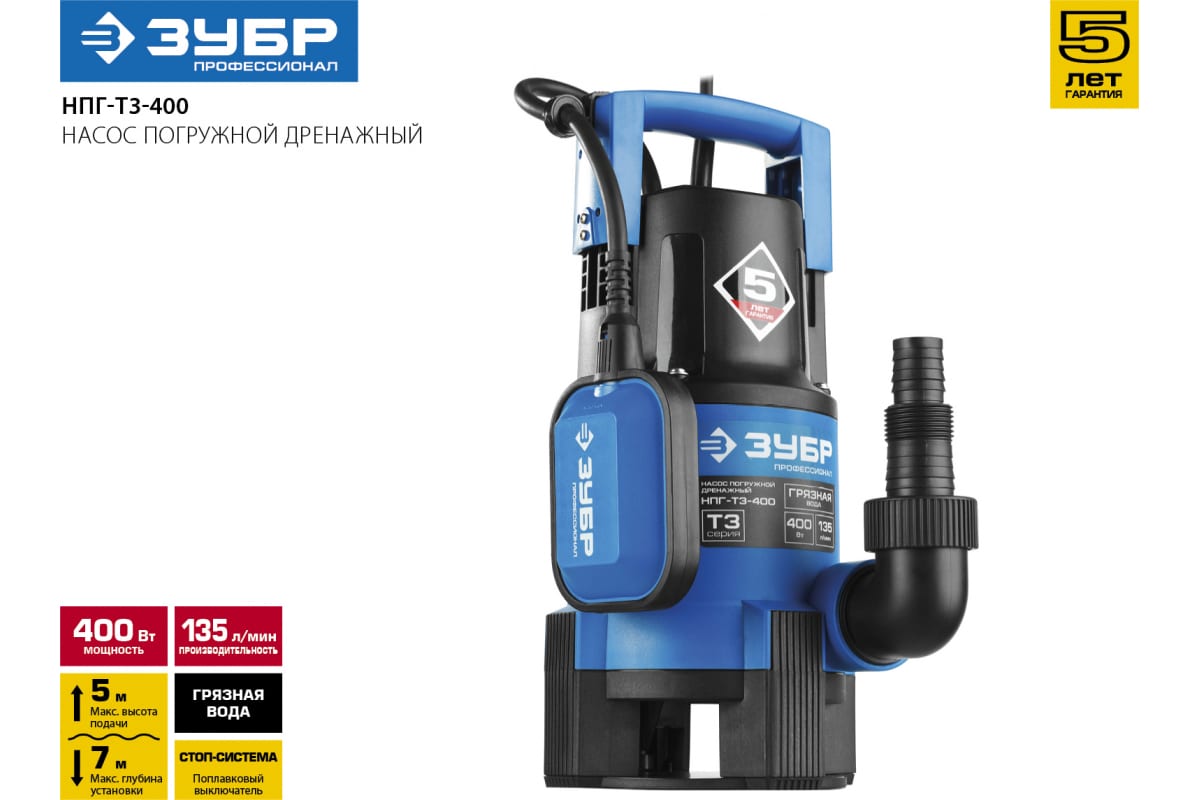 ЗУБР
ПРОФЕССИОНАЛ
НПГ-Т3-400
НАСОС ПОГРУЖНОЙ ДРЕНАЖНЫЙ
5
лет
ГАРАНТИЯ
5
лет
ГАРАНТИЯ
ЗУБР
ПРОФЕССИОНАЛ
ЗУБР
ПРОФЕССИОНАЛ
НАСОС ПОГРУЖНОЙ
ДРЕНАЖНЫЙ
НПГ-Т3-400
ГРЯЗНАЯ
ВОДА
Т3
серия
400
Вт
135
л/мин
400 Вт
МОЩНОСТЬ
135 л/мин
ПРОИЗВОДИТЕЛЬНОСТЬ
5 м
Макс. высота
подачи
7 м
Макс. глубина
установки
ГРЯЗНАЯ
ВОДА
СТОП-СИСТЕМА
Поплавковый
выключатель